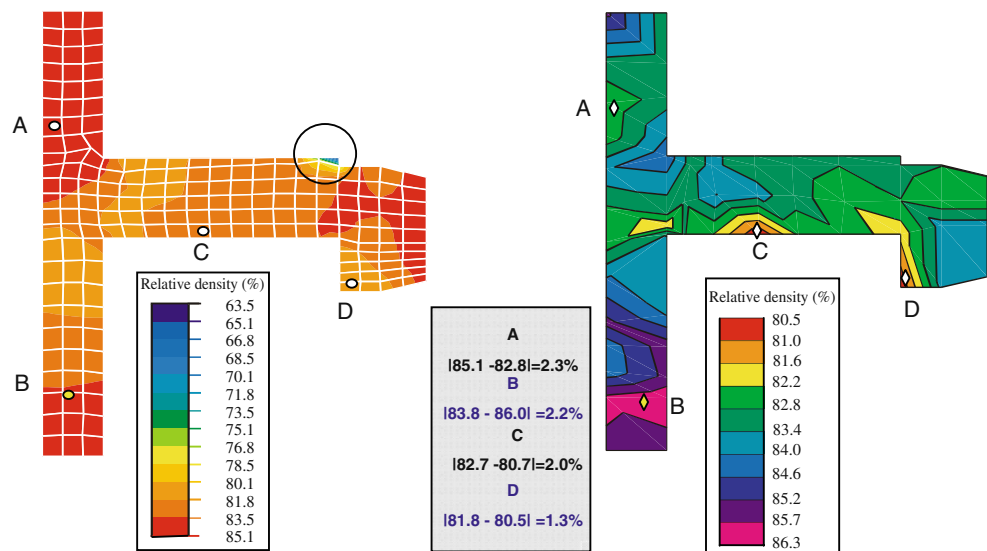 A
B
C
D
Relative density (%)
63.5
65.1
66.8
68.5
70.1
71.8
73.5
75.1
76.8
78.5
80.1
81.8
83.5
85.1
A
|85.1 -82.8|=2.3%
B
|83.8 - 86.0|=2.2%
C
|82.7 -80.7|=2.0%
D
|81.8 - 80.5| =1.3%
A
B
C
D
Relative density (%)
80.5
81.0
81.6
82.2
82.8
83.4
84.0
84.6
85.2
85.7
86.3